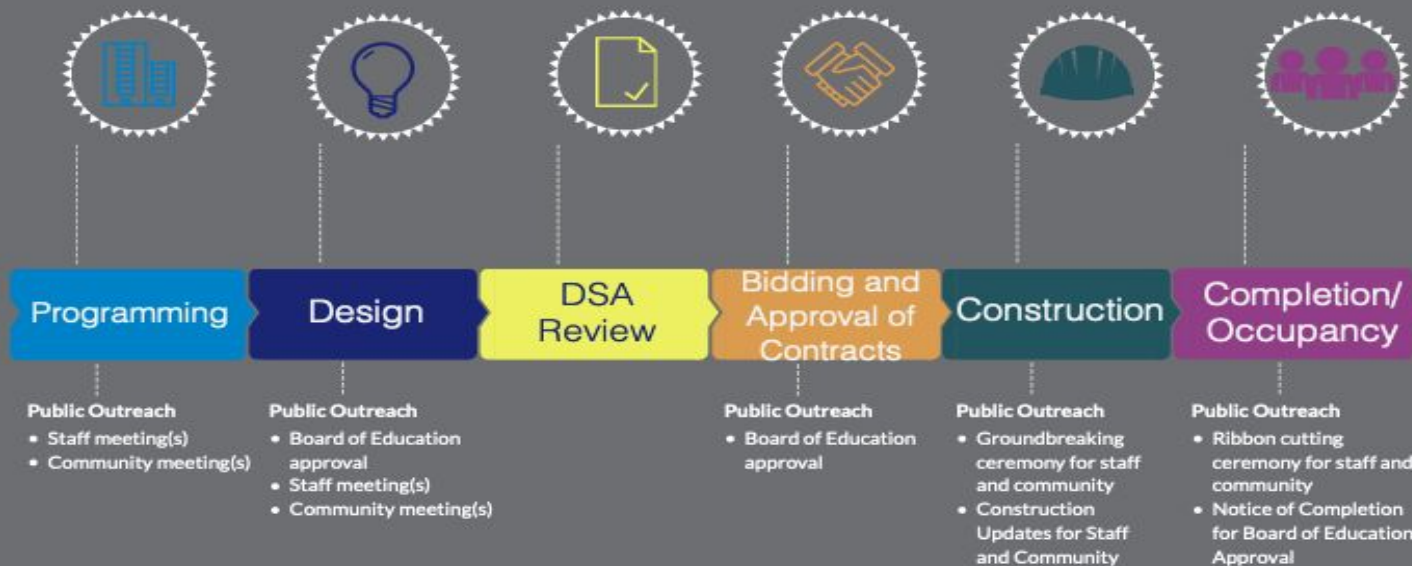 Programming
Design
DSA
Review
Bidding and
Approval of
Contracts
Construction
Completion/
Occupancy
Public Outreach
• Staff meeting(s)
• Community meeting(s)
Public Outreach
• Board of Education
approval
• Staff meeting(s)
• Community meeting(s)
Public Outreach
• Board of Education
approval
Public Outreach
• Groundbreaking
ceremony for staff
and community
• Construction
Updates for Staff
and Community
Public Outreach
• Ribbon cutting
ceremony for staff and
community
• Notice of Completion
for Board of Education
Approval